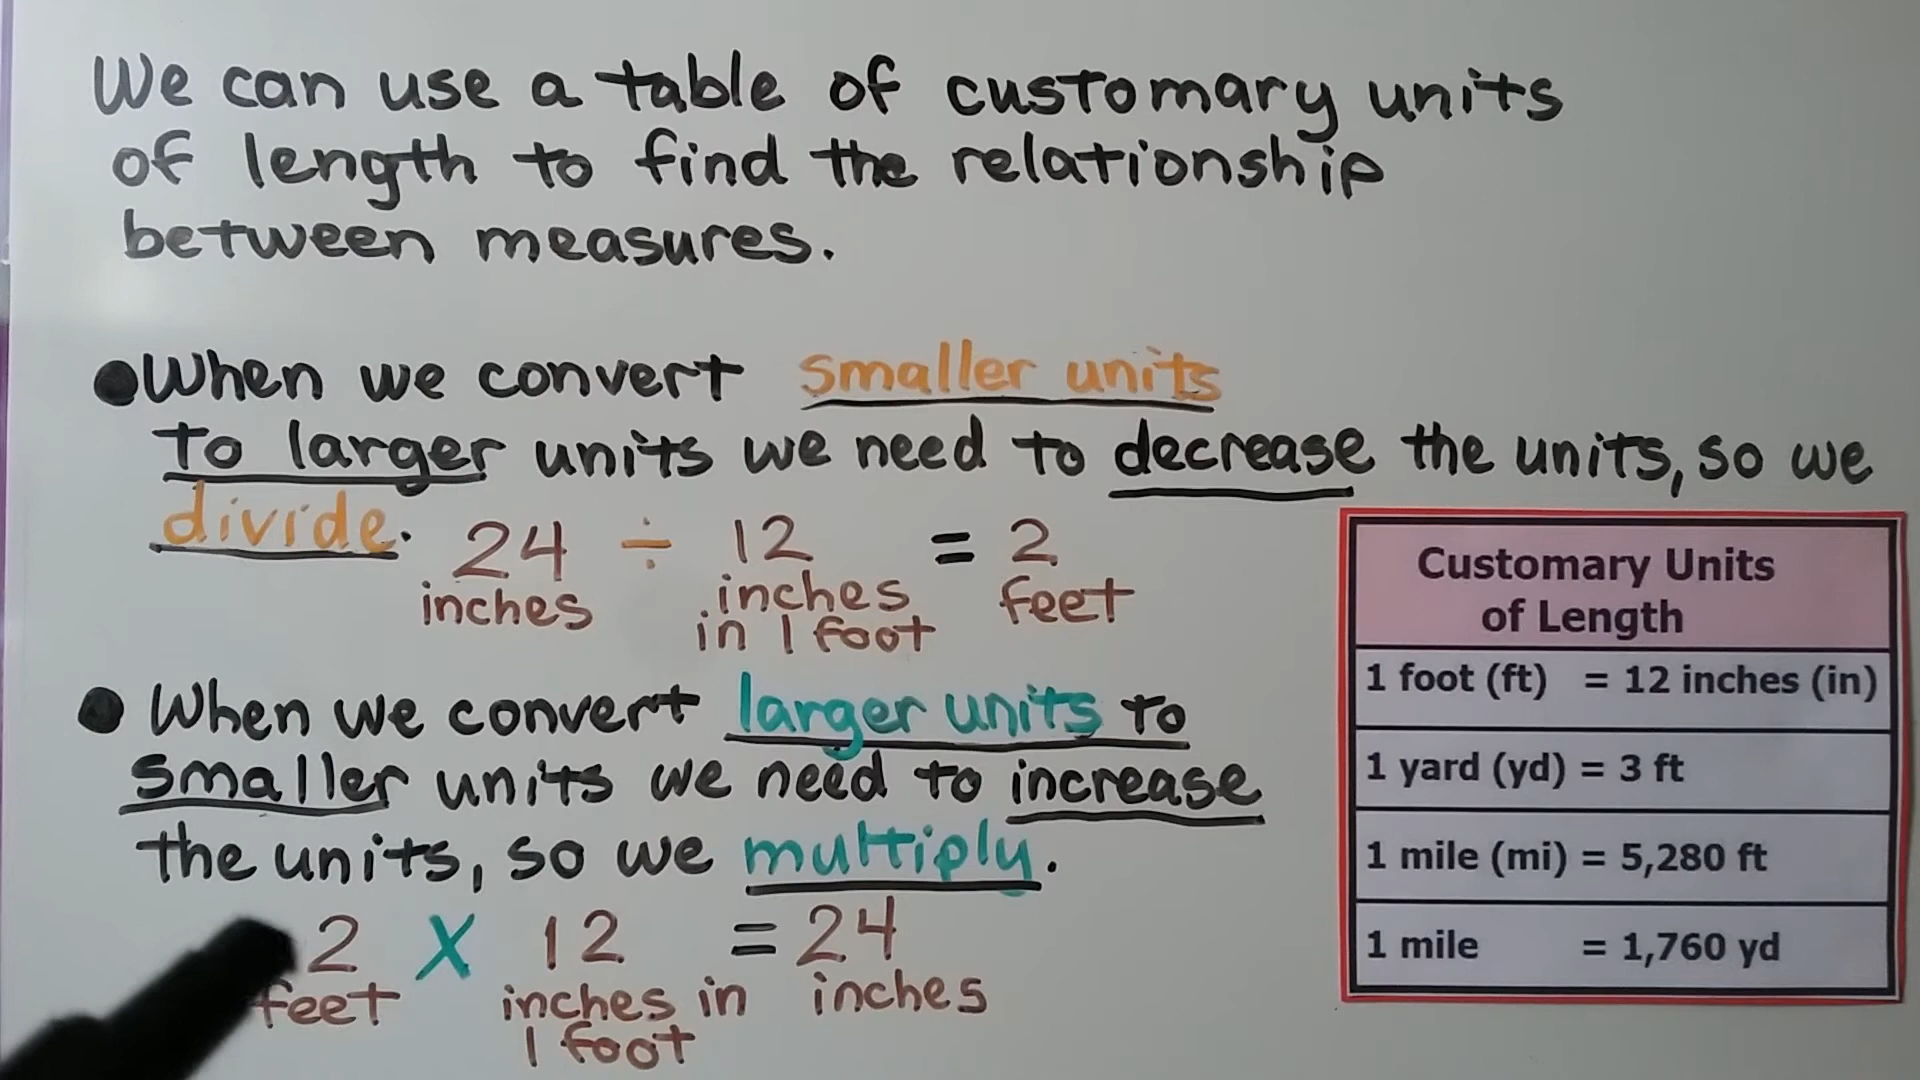 We can use a table of customary units
of length to find the relationship
between measures.
●When we convert smaller units
to larger units we need to decrease the units, so we
divide. 24 ÷ 12 = 2
inches inches feet
in 1 foot
● When we convert larger units to
smaller units we need to increase
the units, so we multiply.
2 X 12 = 24
feet inches in inches
1 foot
Customary Units
of Length
1 foot (ft) = 12 inches (in)
1 yard (yd) = 3 ft
1 mile (mi) = 5,280 ft
1 mile = 1,760 yd